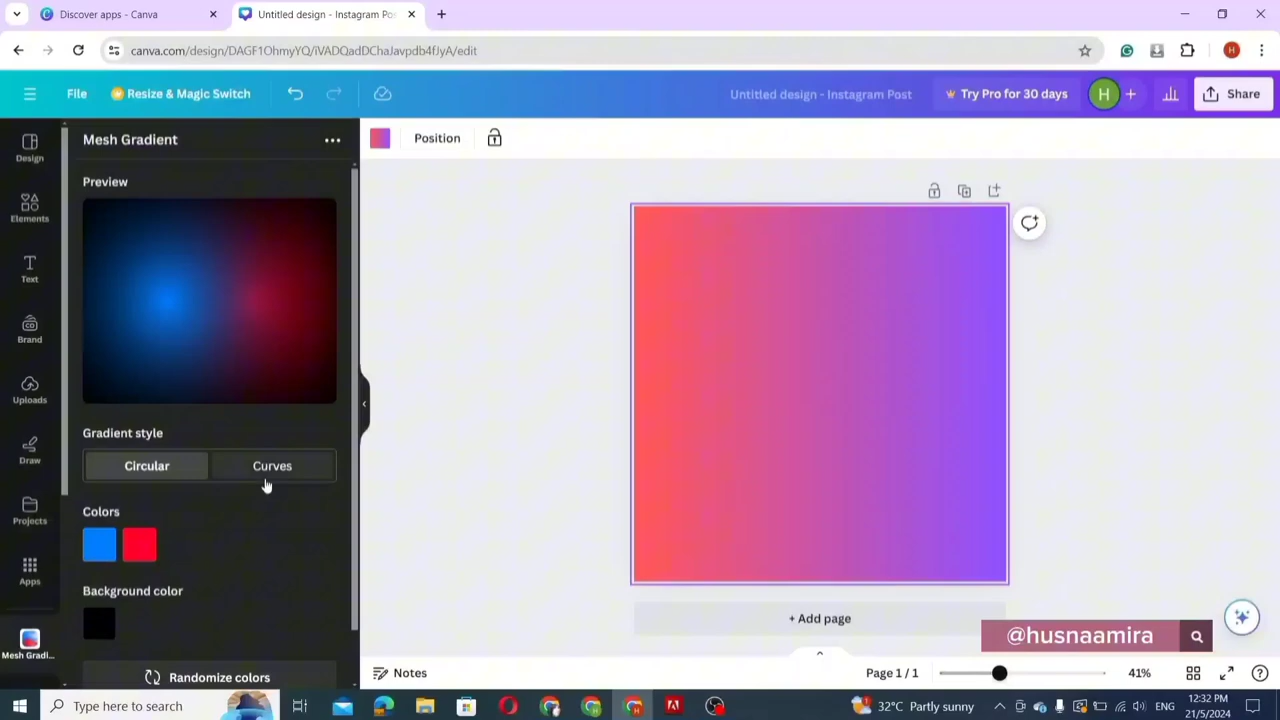 Discover apps - Canva
Untitled design - Instagram Po
canva.com/design/DAGF1OhmyYQ/iVADQadDChaJavpdb4fJyA/edit
File
Resize & Magic Switch
Untitled design - Instagram Post
Try Pro for 30 days
H
Share
Design
Elements
Text
Brand
Uploads
Draw
Projects
Apps
Mesh Gradi...
Mesh Gradient
Preview
Gradient style
Circular
Curves
Colors
Background color
Randomize colors
Position
+ Add page
@husnaamira
Notes
Page 1 / 1
41%
Type here to search
32°C Partly sunny
ENG
12:32 PM
21/5/2024